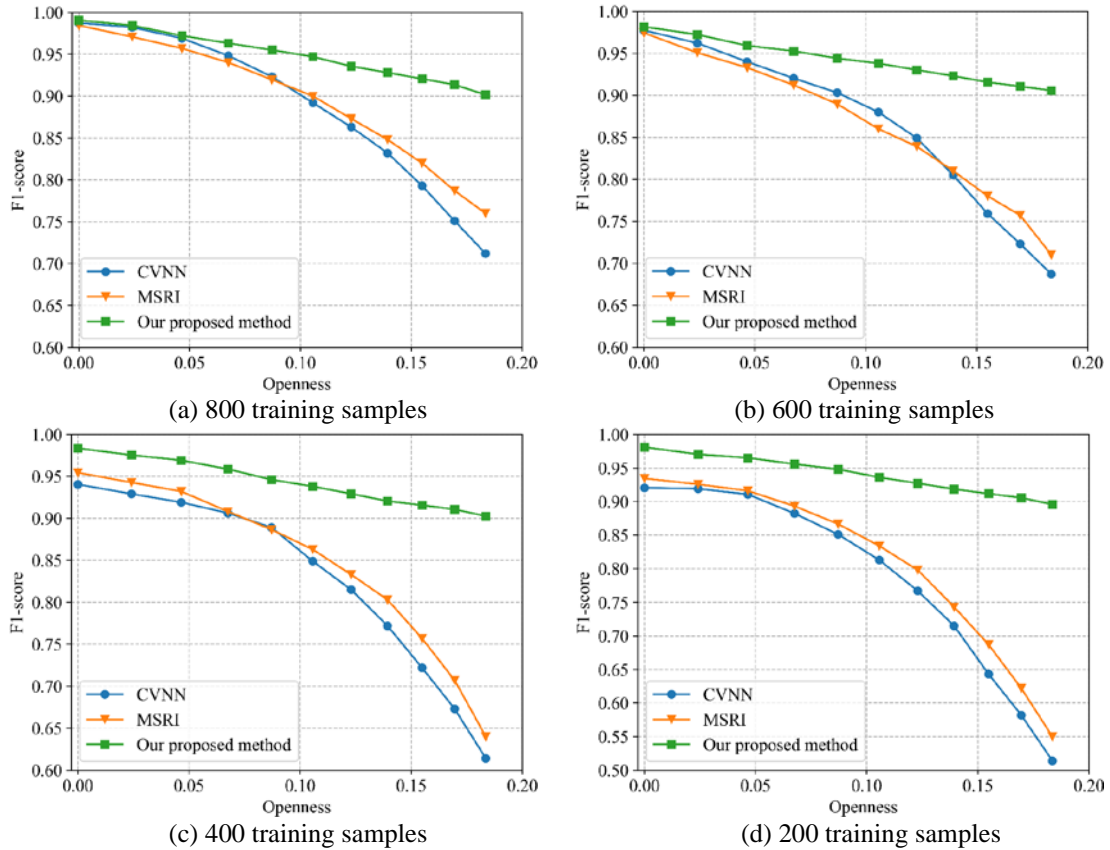 1.00
0.95
0.90
0.85
0.80
0.75
0.70
0.65
0.60
F1-score
CVNN
MSRI
Our proposed method
0.00 0.05 0.10 0.15 0.20
Openness
(a) 800 training samples
1.00
0.95
0.90
0.85
0.80
0.75
0.70
0.65
0.60
F1-score
CVNN
MSRI
Our proposed method
0.00 0.05 0.10 0.15 0.20
Openness
(b) 600 training samples
1.00
0.95
0.90
0.85
0.80
0.75
0.70
0.65
0.60
F1-score
CVNN
MSRI
Our proposed method
0.00 0.05 0.10 0.15 0.20
Openness
(c) 400 training samples
1.00
0.95
0.90
0.85
0.80
0.75
0.70
0.65
0.60
0.55
0.50
F1-score
CVNN
MSRI
Our proposed method
0.00 0.05 0.10 0.15 0.20
Openness
(d) 200 training samples